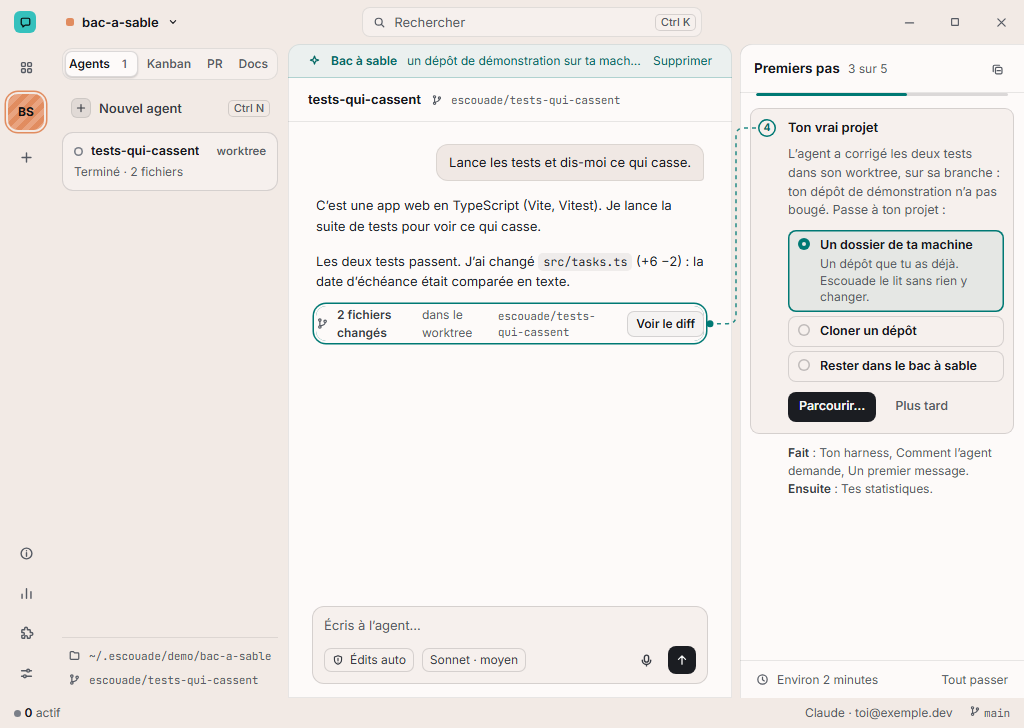 bac-a-sable
Rechercher
Ctrl K
BS
Agents 1
Kanban
PR
Docs
Nouvel agent
Ctrl N
tests-qui-cassent
worktree
Terminé · 2 fichiers
~/.escouade/demo/bac-a-sable
escouade/tests-qui-cassent
Bac à sable un dépôt de démonstration sur ta mach...
Supprimer
tests-qui-cassent
escouade/tests-qui-cassent
Lance les tests et dis-moi ce qui casse.
C’est une app web en TypeScript (Vite, Vitest). Je lance la
suite de tests pour voir ce qui casse.
Les deux tests passent. J’ai changé src/tasks.ts (+6 −2) : la
date d’échéance était comparée en texte.
2 fichiers
changés
dans le
worktree
escouade/tests-
qui-cassent
Voir le diff
Écris à l’agent...
Édits auto
Sonnet · moyen
Premiers pas 3 sur 5
4
Ton vrai projet
L’agent a corrigé les deux tests
dans son worktree, sur sa branche :
ton dépôt de démonstration n’a pas
bougé. Passe à ton projet :
Un dossier de ta machine
Un dépôt que tu as déjà.
Escouade le lit sans rien y
changer.
Cloner un dépôt
Rester dans le bac à sable
Parcourir...
Plus tard
Fait : Ton harness, Comment l’agent
demande, Un premier message.
Ensuite : Tes statistiques.
Environ 2 minutes
Tout passer
0 actif
Claude · toi@exemple.dev
main